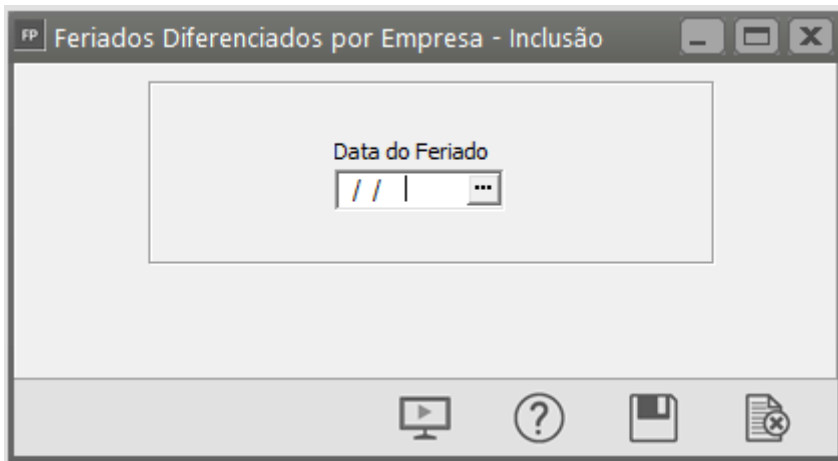 FP Feriados Diferenciados por Empresa - Inclusão
Data do Feriado
/ /
...
?